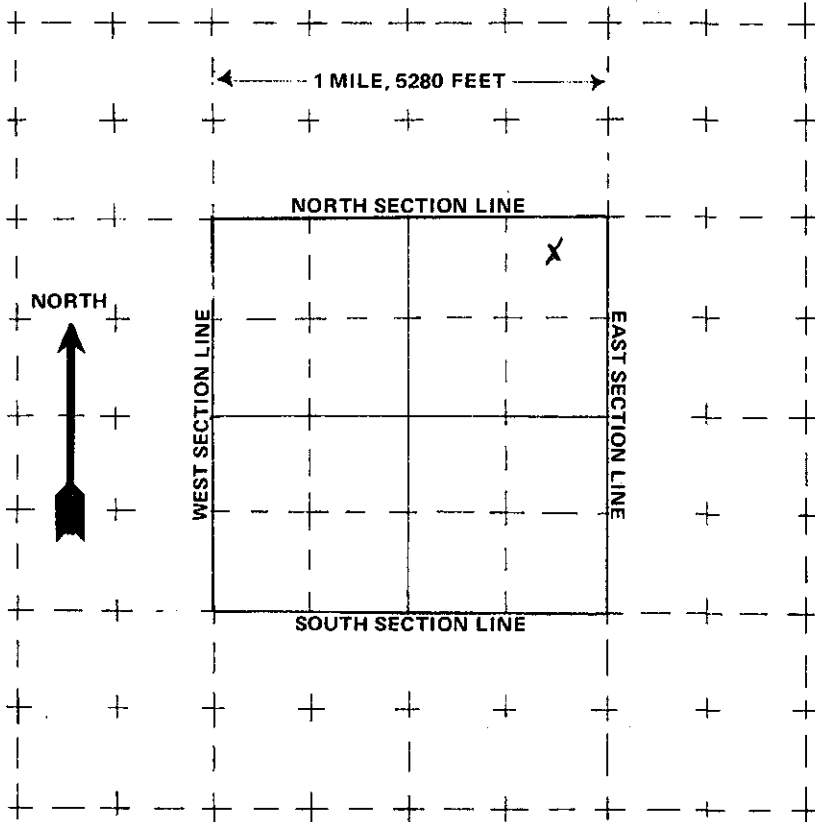 1 MILE, 5280 FEET
NORTH SECTION LINE
X
NORTH
WEST SECTION LINE
EAST SECTION LINE
SOUTH SECTION LINE